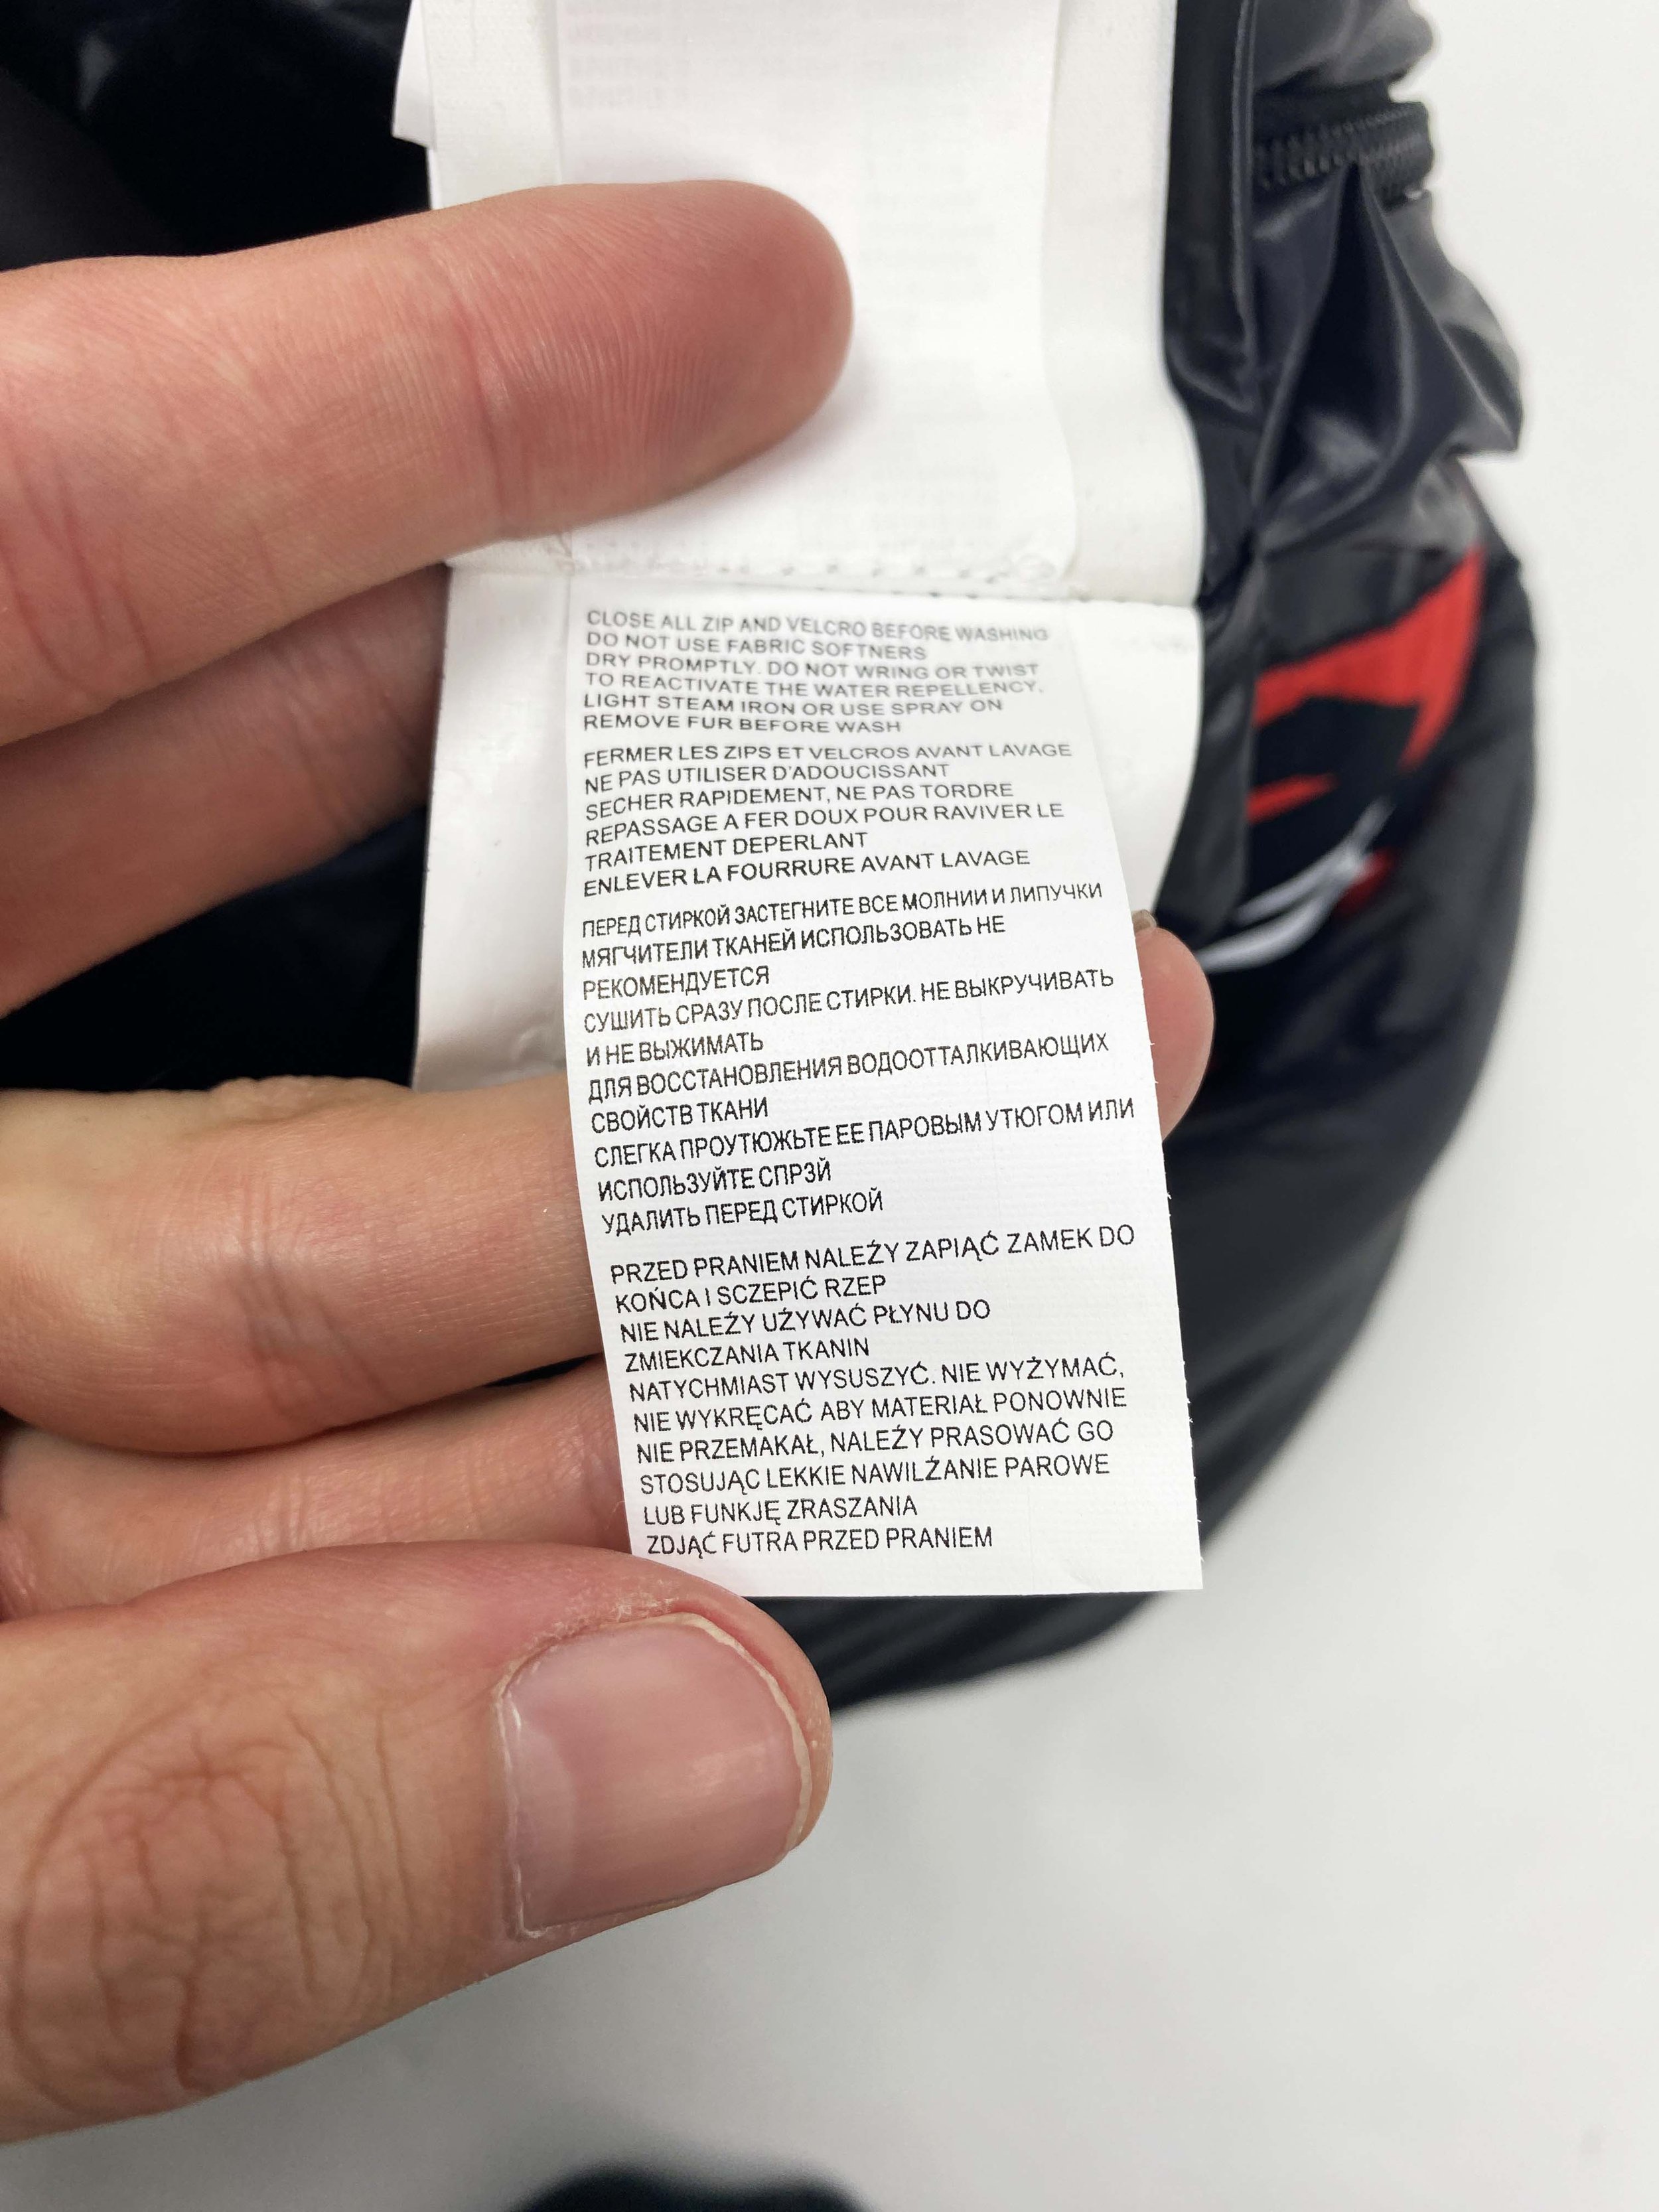 CLOSE ALL ZIP AND VELCRO BEFORE WASHING
DO NOT USE FABRIC SOFTNERS
DRY PROMPTLY. DO NOT WRING OR TWIST
TO REACTIVATE THE WATER REPELLENCY.
LIGHT STEAM IRON OR USE SPRAY ON
REMOVE FUR BEFORE WASH
FERMER LES ZIPS ET VELCROS AVANT LAVAGE
NE PAS UTILISER D'ADOUCISSANT
SECHER RAPIDEMENT, NE PAS TORDRE
REPASSAGE A FER DOUX POUR RAVIVER LE
TRAITEMENT DEPERLANT
ENLEVER LA FOURRURE AVANT LAVAGE
ПЕРЕД СТИРКОЙ ЗАСТЕГНИТЕ ВСЕ МОЛНИИ И ЛИПУЧКИ
МЯГЧИТЕЛИ ТКАНЕЙ ИСПОЛЬЗОВАТЬ НЕ
РЕКОМЕНДУЕТСЯ
СУШИТЬ СРАЗУ ПОСЛЕ СТИРКИ. НЕ ВЫКРУЧИВАТЬ
И НЕ ВЫЖИМАТЬ
ДЛЯ ВОССТАНОВЛЕНИЯ ВОДООТТАЛКИВАЮЩИХ
СВОЙСТВ ТКАНИ
СЛЕГКА ПРОУТЮЖЬТЕ ЕЕ ПАРОВЫМ УТЮГОМ ИЛИ
ИСПОЛЬЗУЙТЕ СПРЗЙ
УДАЛИТЬ ПЕРЕД СТИРКОЙ
PRZED PRANIEM NALEŹY ZAPIĄĆ ZAMEK DO
KOŃCA I SCZEPIĆ RZEP
NIE NALEŹY UŹYWAĆ PŁYNU DO
ZMIEKCZANIA TKANIN
NATYCHMIAST WYSUSZYĆ. NIE WYŻYMAĆ,
NIE WYKRĘCAĆ ABY MATERIAŁ PONOWNIE
NIE PRZEMAKAŁ, NALEŹY PRASOWAĆ GO
STOSUJĄC LEKKIE NAWILŹANIE PAROWE
LUB FUNKJĘ ZRASZANIA
ZDJĄĆ FUTRA PRZED PRANIEM